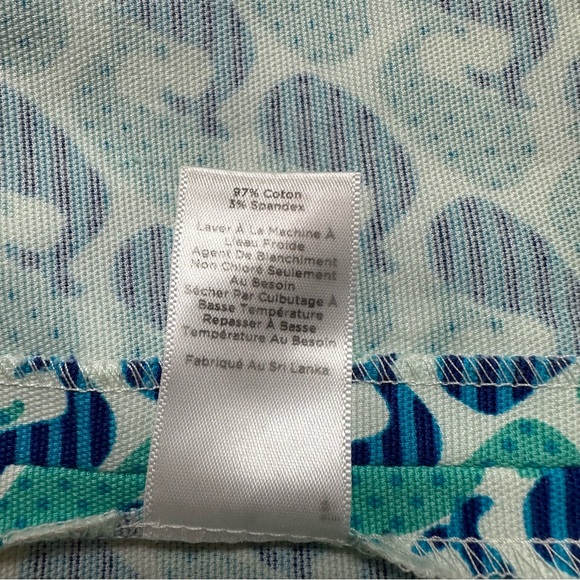 97% Coton
3% Spandex
Laver À La Machine À
L'eau Froide
Agent De Blanchiment
Non Chloré Seulement
Au Besoin
Sécher Par Culbutage À
Basse Température
Repasser À Basse
Température Au Besoin
Fabriqué Au Sri Lanka